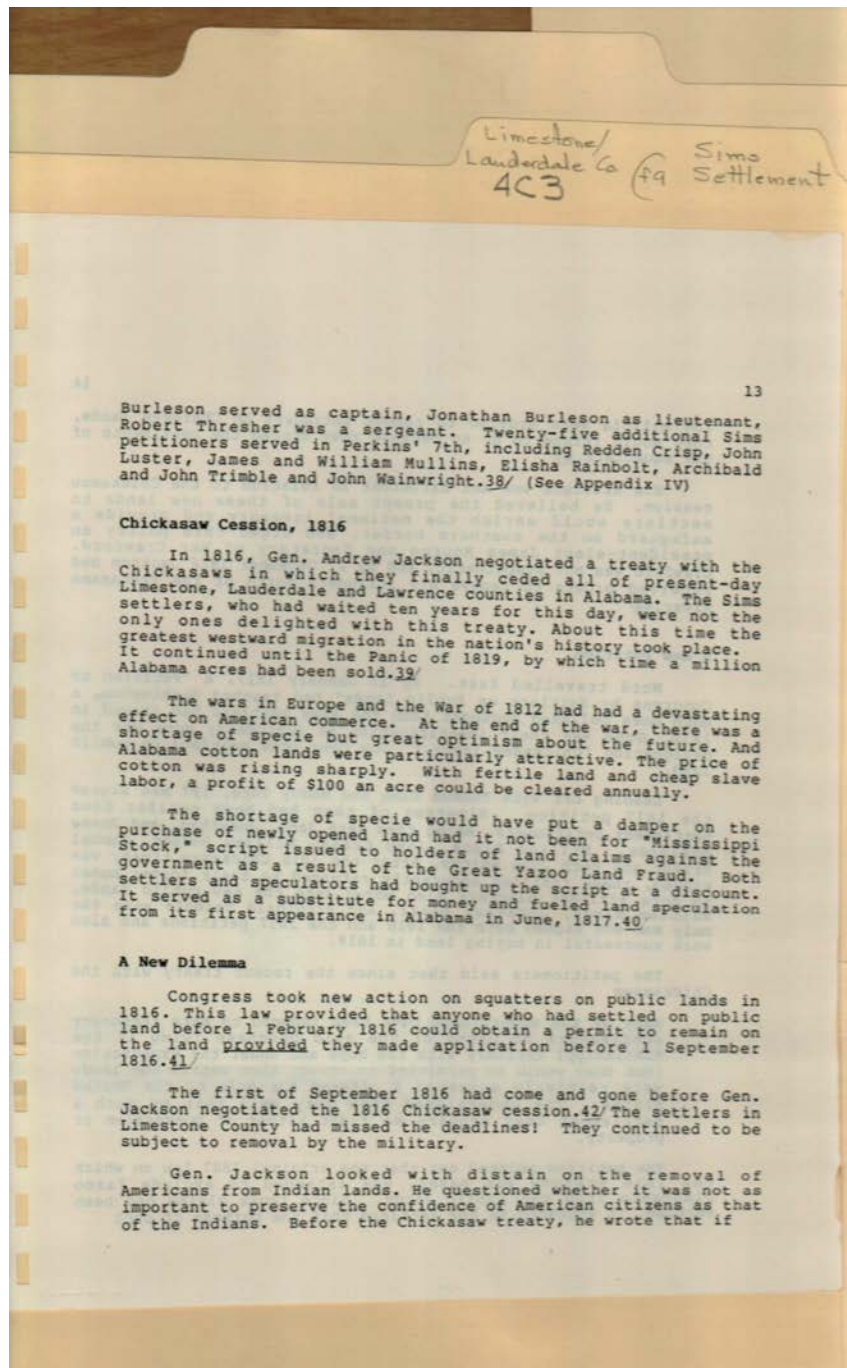 Limestone/
Lauderdale Co
4C3
Sims
Settlement
13
Burleson served as captain, Jonathan Burleson as lieutenant,
Robert Thresher was a sergeant. Twenty-five additional Sims
petitioners served in Perkins' 7th, including Redden Crisp, John
Luster, James and William Mullins, Elisha Rainbolt, Archibald
and John Trimble and John Wainwright.38/ (See Appendix IV)
Chickasaw Cession, 1816
In 1816, Gen. Andrew Jackson negotiated a treaty with the
Chickasaws in which they finally ceded all of present-day
Limestone, Lauderdale and Lawrence counties in Alabama. The Sims
settlers, who had waited ten years for this day, were not the
only ones delighted with this treaty. About this time the
greatest westward migration in the nation's history took place.
It continued until the Panic of 1819, by which time a million
Alabama acres had been sold.39/
The wars in Europe and the War of 1812 had had a devastating
effect on American commerce. At the end of the war, there was a
shortage of specie but great optimism about the future. And
Alabama cotton lands were particularly attractive. The price of
cotton was rising sharply. With fertile land and cheap slave
labor, a profit of $100 an acre could be cleared annually.
The shortage of specie would have put a damper on the
purchase of newly opened land had it not been for "Mississippi
Stock," script issued to holders of land claims against the
government as a result of the Great Yazoo Land Fraud. Both
settlers and speculators had bought up the script at a discount.
It served as a substitute for money and fueled land speculation
from its first appearance in Alabama in June, 1817.40/
A New Dilemma
Congress took new action on squatters on public lands in
1816. This law provided that anyone who had settled on public
land before 1 February 1816 could obtain a permit to remain on
the land provided they made application before 1 September
1816.41/
The first of September 1816 had come and gone before Gen.
Jackson negotiated the 1816 Chickasaw cession.42/ The settlers in
Limestone County had missed the deadlines! They continued to be
subject to removal by the military.
Gen. Jackson looked with distain on the removal of
Americans from Indian lands. He questioned whether it was not as
important to preserve the confidence of American citizens as that
of the Indians. Before the Chickasaw treaty, he wrote that if